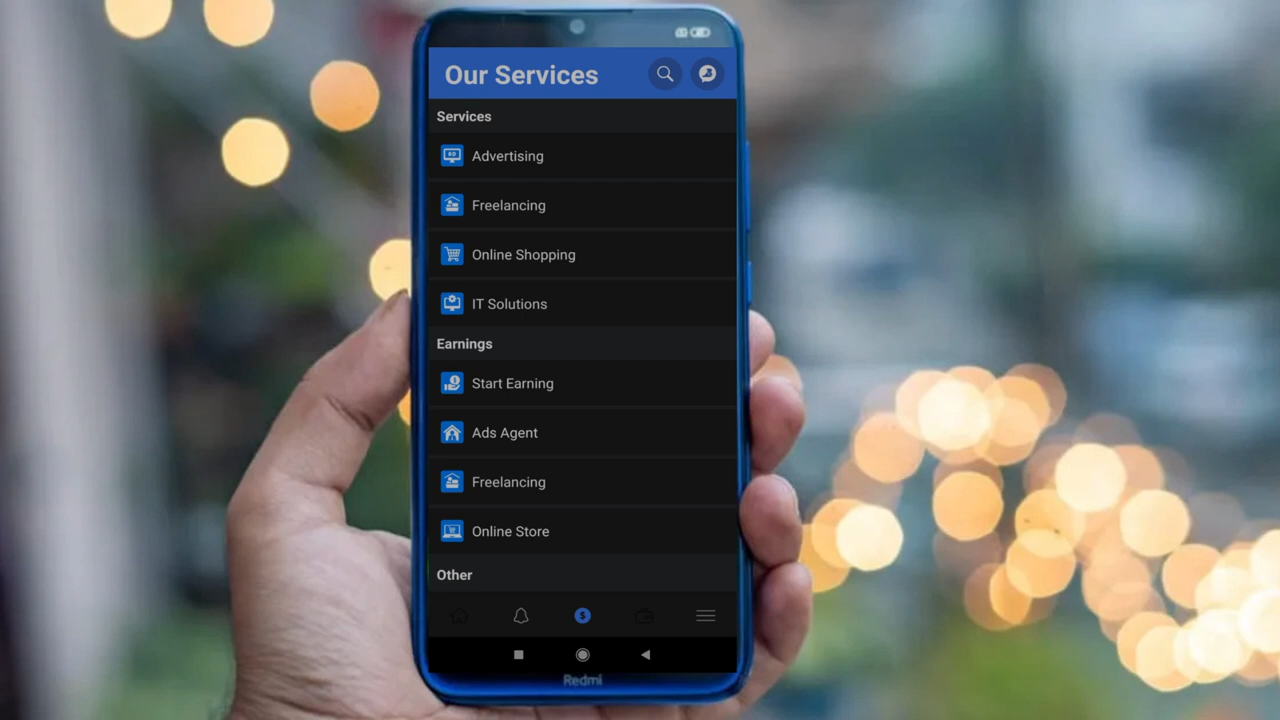 Our Services
Services
Advertising
Freelancing
Online Shopping
IT Solutions
Earnings
Start Earning
Ads Agent
Freelancing
Online Store
Other
Redmi